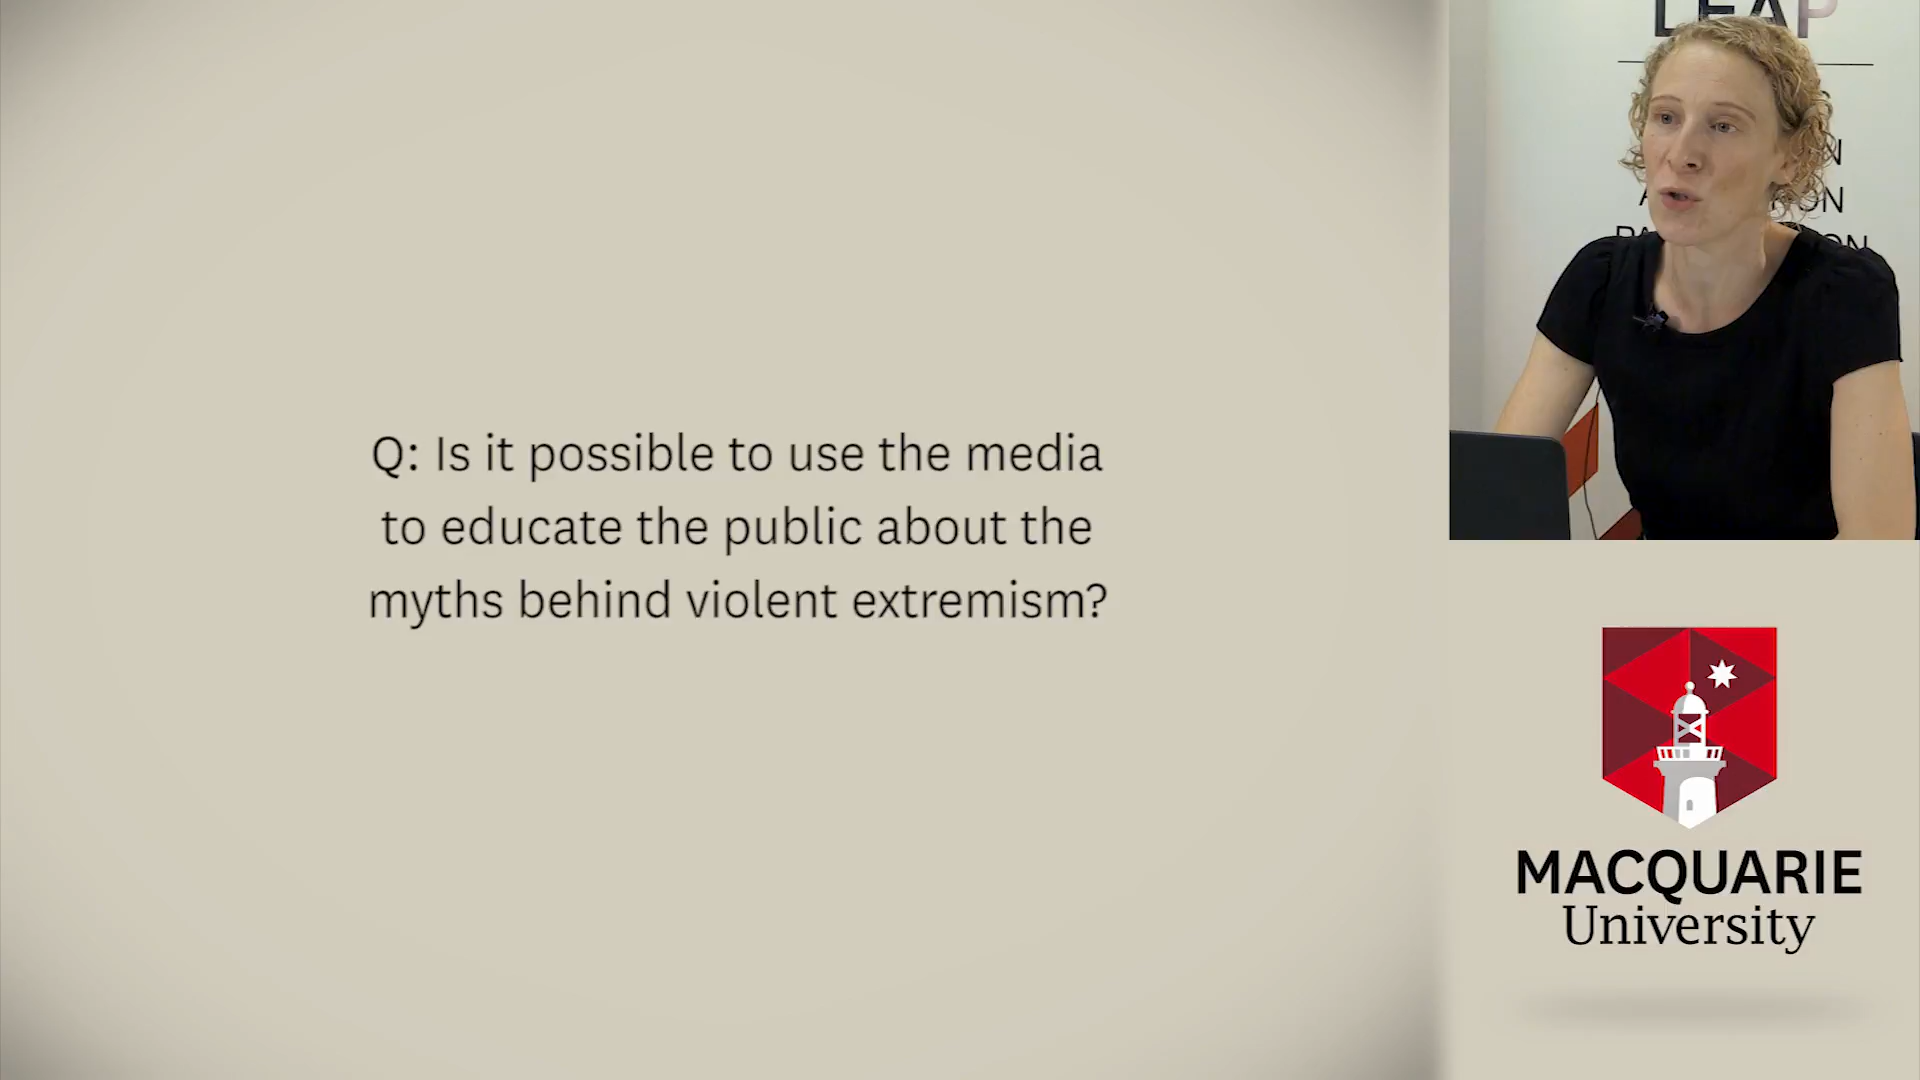 Q: Is it possible to use the media
to educate the public about the
myths behind violent extremism?
LEAP
MACQUARIE
University